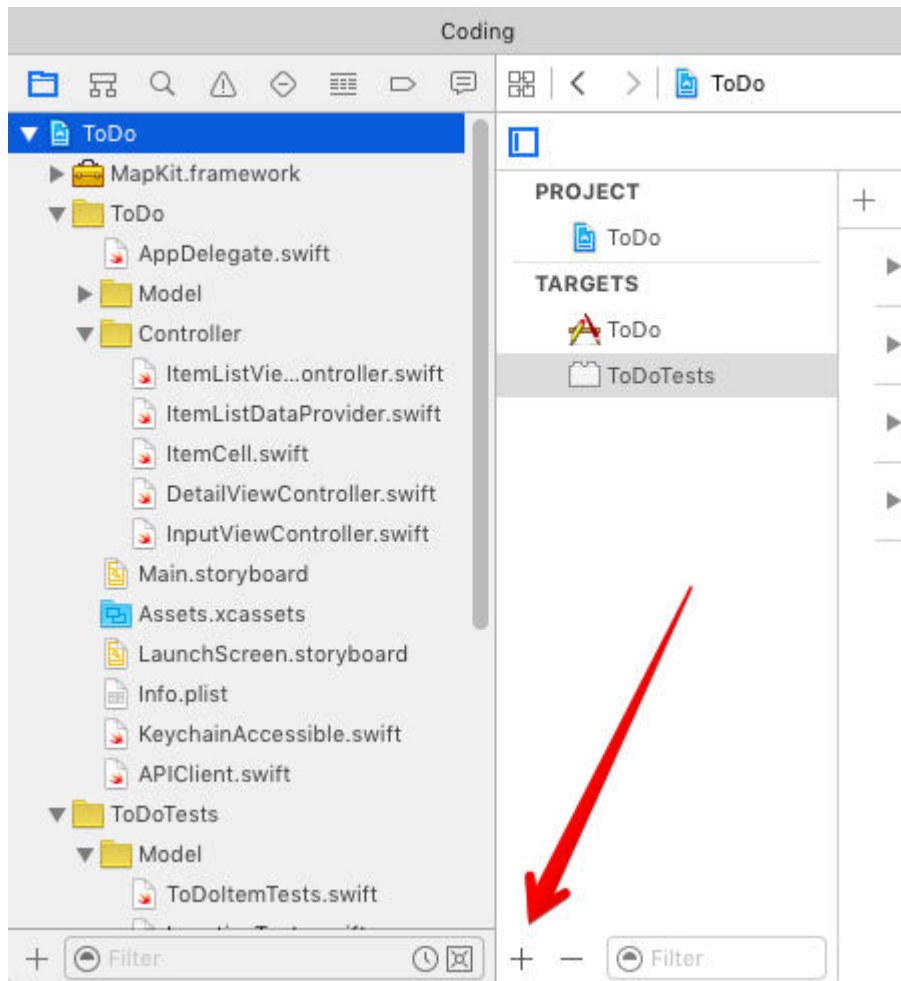 Coding
ToDo
ToDo
MapKit.framework
ToDo
AppDelegate.swift
Model
Controller
ItemListVie...ontroller.swift
ItemListDataProvider.swift
ItemCell.swift
DetailViewController.swift
InputViewController.swift
Main.storyboard
Assets.xcassets
LaunchScreen.storyboard
Info.plist
KeychainAccessible.swift
APIClient.swift
ToDoTests
Model
ToDoItemTests.swift
Filter
PROJECT
ToDo
TARGETS
ToDo
ToDoTests
Filter